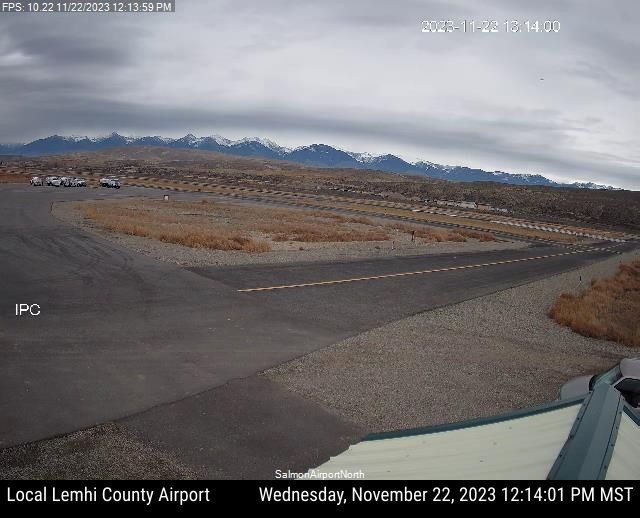 FPS: 10.22 11/22/2023 12:13:59 PM
2023-11-22 13:14:00
IPC
SalmonAirportNorth
Local Lemhi County Airport Wednesday, November 22, 2023 12:14:01 PM MST